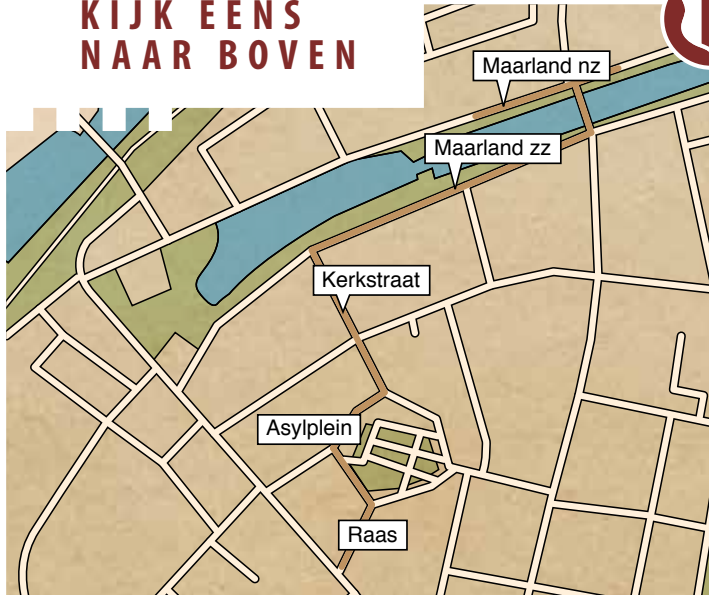 KIJK EENS
NAAR BOVEN
Maarland nz
Maarland zz
Kerkstraat
Asylplein
Raas